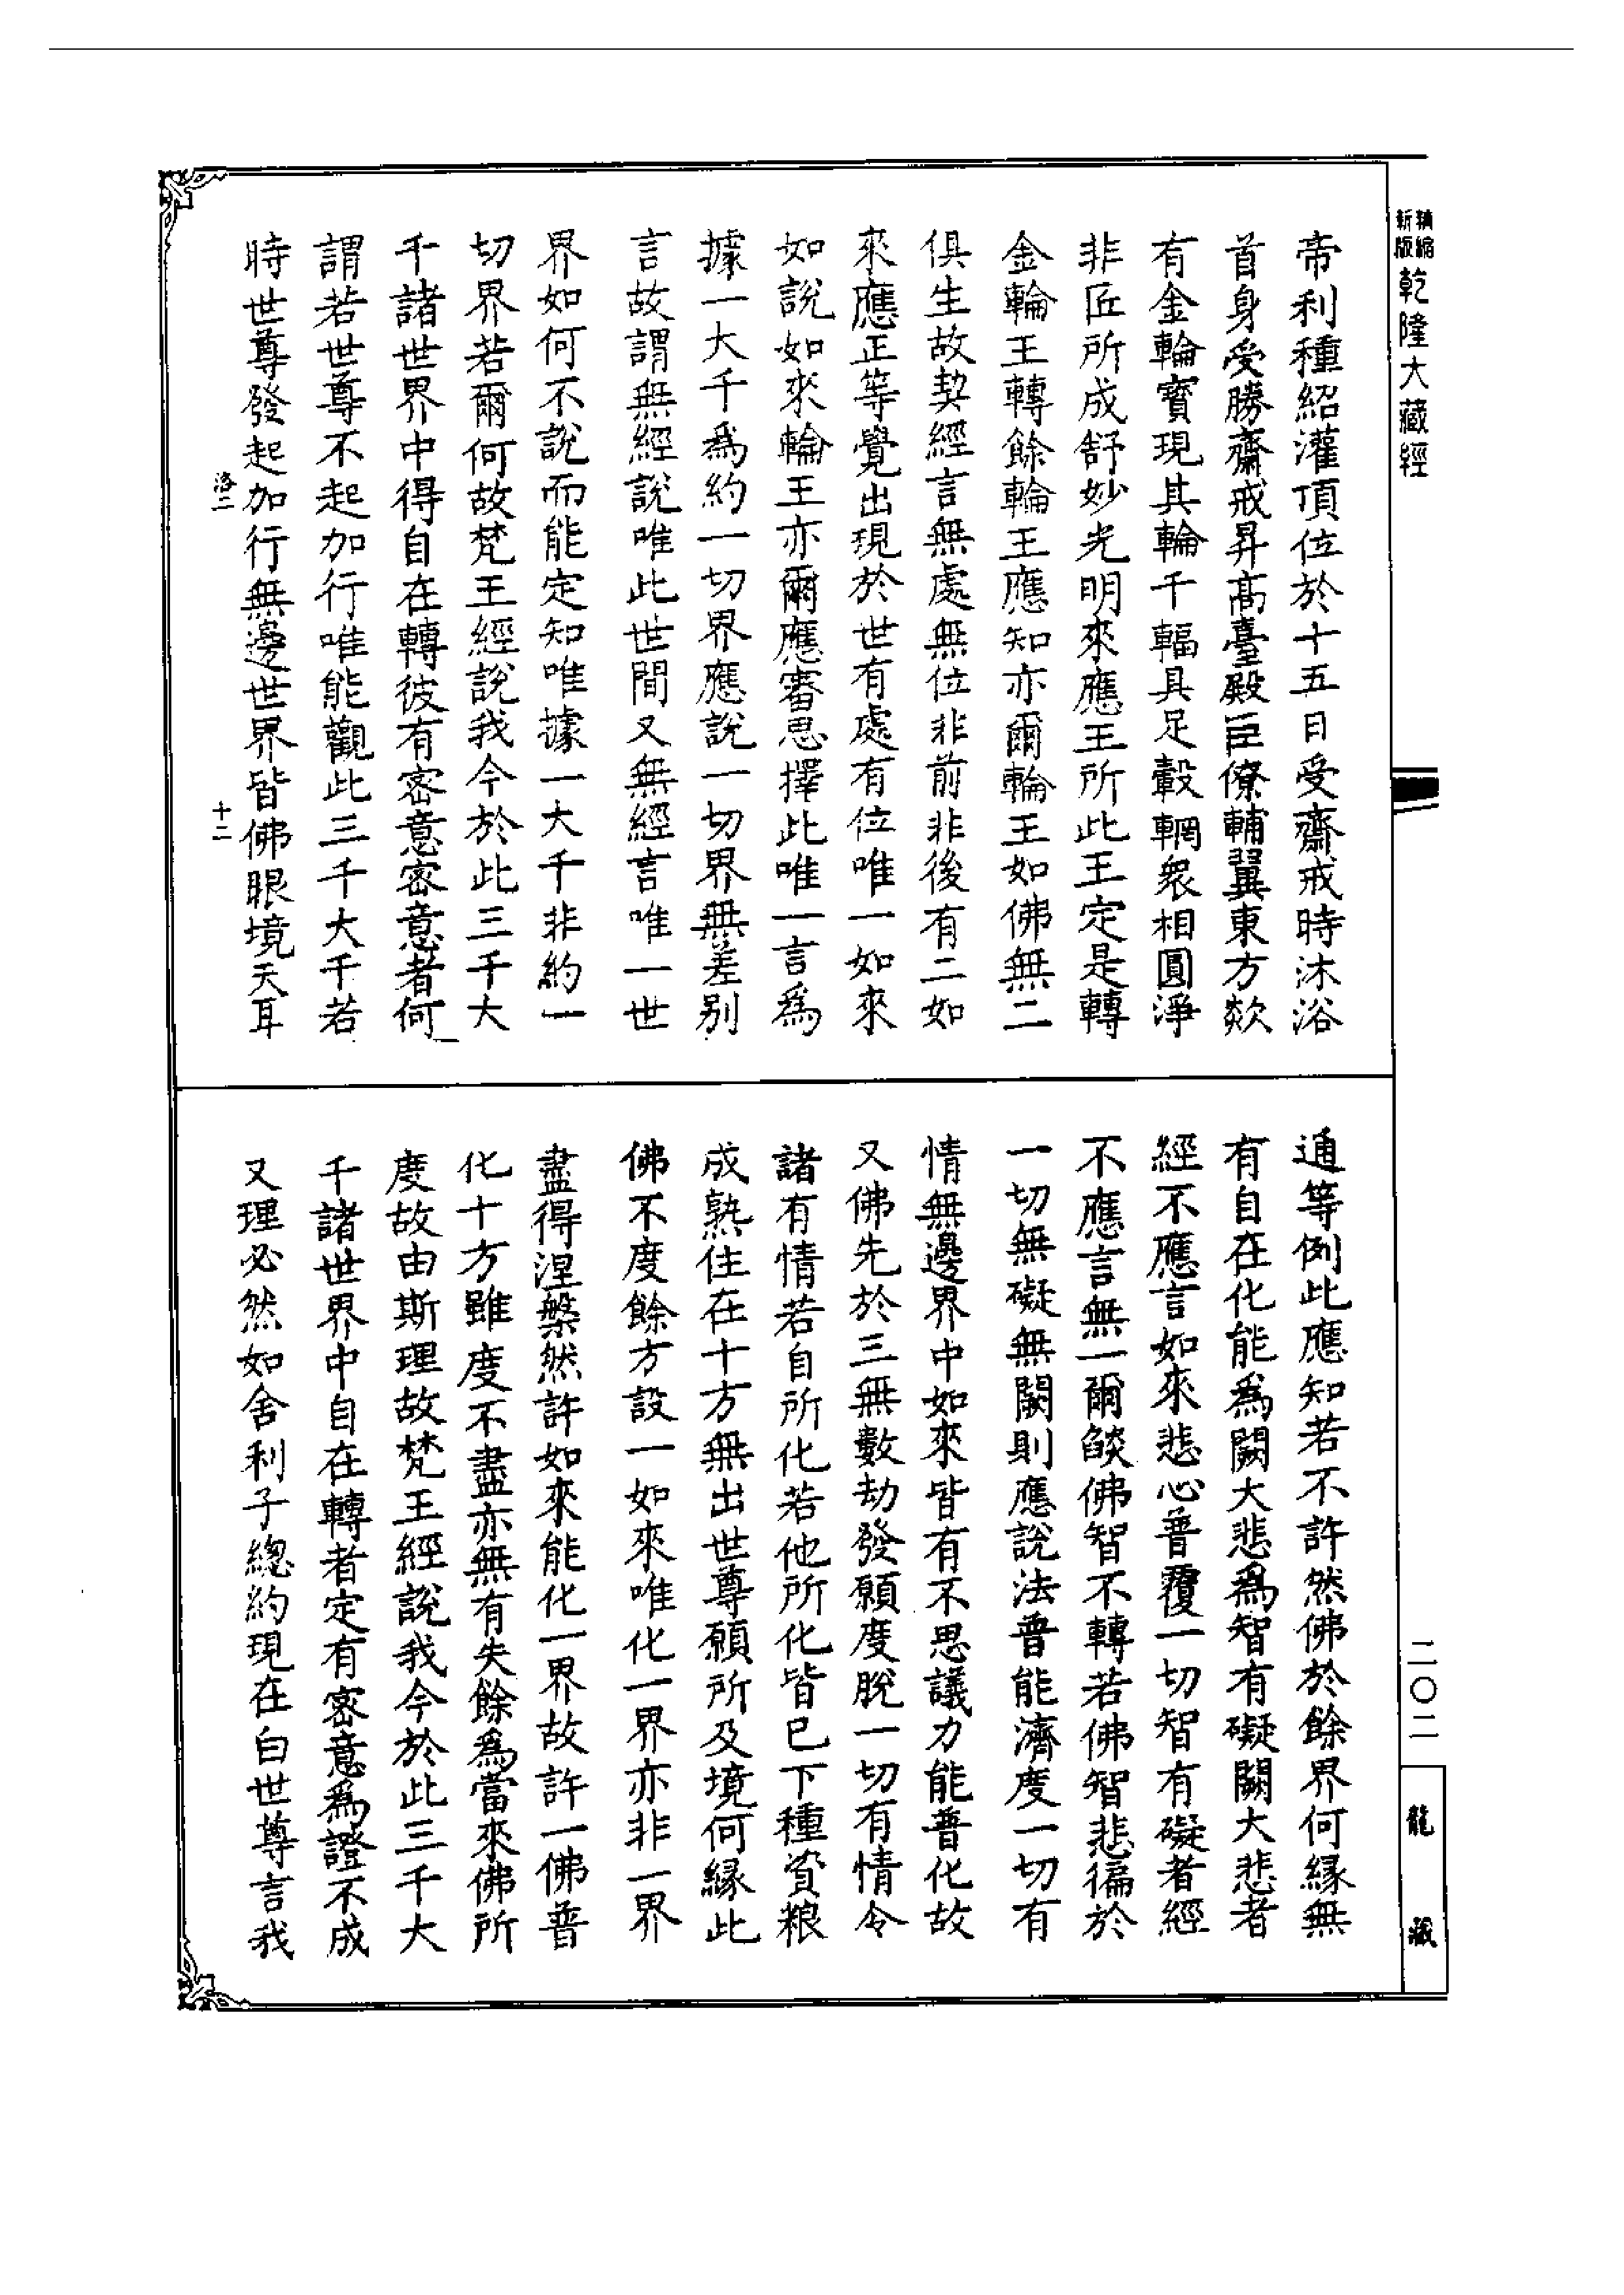 精縮新版乾隆大藏經
二〇二
龍藏
帝利種紹灌頂位於十五日受齋戒時沐浴
首身受勝齋戒昇高臺殿臣僚輔翼東方欻
有金輪寶現其輪千輻具足轂輞衆相圓淨
非匠所成舒妙光明來應王所此王定是轉
金輪王轉餘輪王應知亦爾輪王如佛無二
俱生故契經言無處無位非前非後有二如
來應正等覺出現於世有處有位唯一如來
如說如來輪王亦爾應審思擇此唯一言為
據一大千為約一切界應說一切界無差别
言故謂無經說唯此世間又無經言唯一世
界如何不說而能定知唯據一大千非約一
切界若爾何故梵王經說我今於此三千大
千諸世界中得自在轉彼有密意密意者何
謂若世尊不起加行唯能觀此三千大千若
時世尊發起加行無邊世界皆佛眼境天耳
洛二
十二
通等例此應知若不許然佛於餘界何緣無
有自在化能為闕大悲為智有礙闕大悲者
經不應言如來悲心普覆一切智有礙者經
不應言無一爾燄佛智不轉若佛智悲徧於
一切無礙無闕則應說法普能濟度一切有
情無邊界中如來皆有不思議力能普化故
又佛先於三無數劫發願度脫一切有情令
諸有情若自所化若他所化皆已下種資粮
成熟住在十方無出世尊願所及境何緣此
佛不度餘方設一如來唯化一界亦非一界
盡得涅槃然許如來能化一界故許一佛普
化十方雖度不盡亦無有失餘為當來佛所
度故由斯理故梵王經說我今於此三千大
千諸世界中自在轉者定有密意為證不成
又理必然如舍利子總約現在白世尊言我